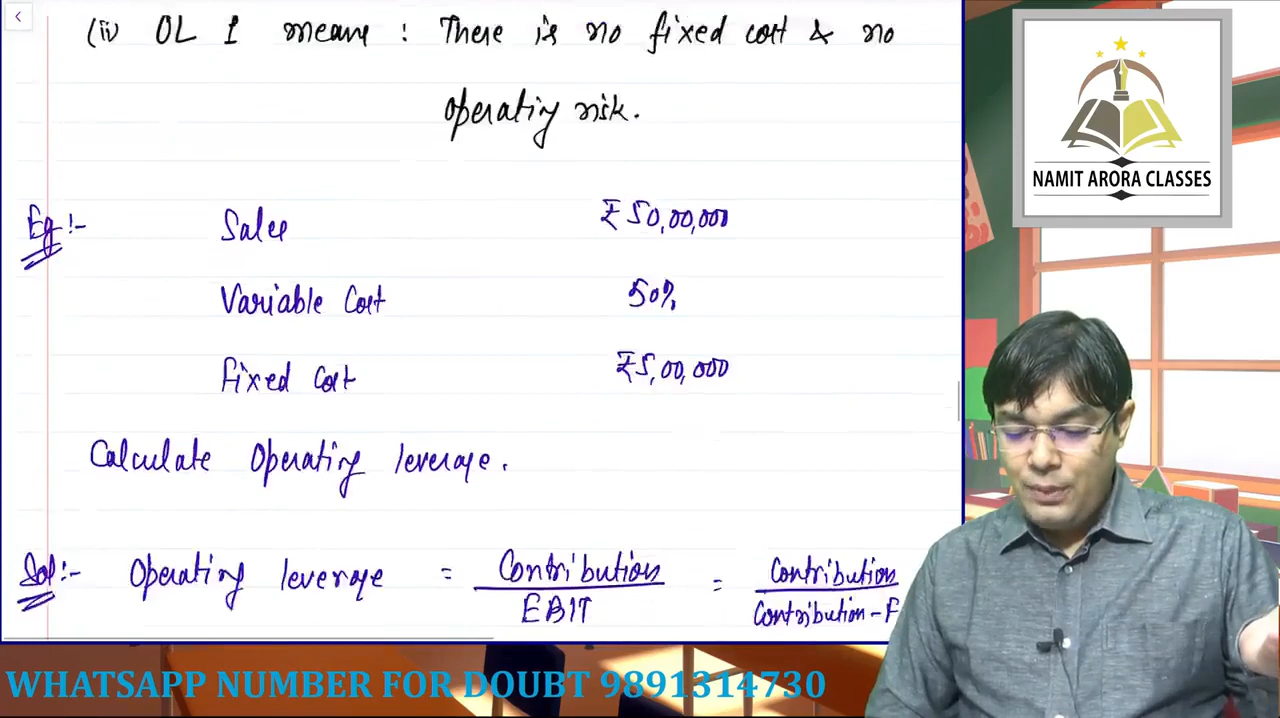 (ii) OL 1 means : There is no fixed cost & no
operating risk.
Eg:- Sales ₹50,00,000
Variable Cost 50%
Fixed Cost ₹5,00,000
Calculate Operating leverage.
Sol:- Operating leverage = Contribution / EBIT = Contribution / Contribution - F
NAMIT ARORA CLASSES
WHATSAPP NUMBER FOR DOUBT 9891314730